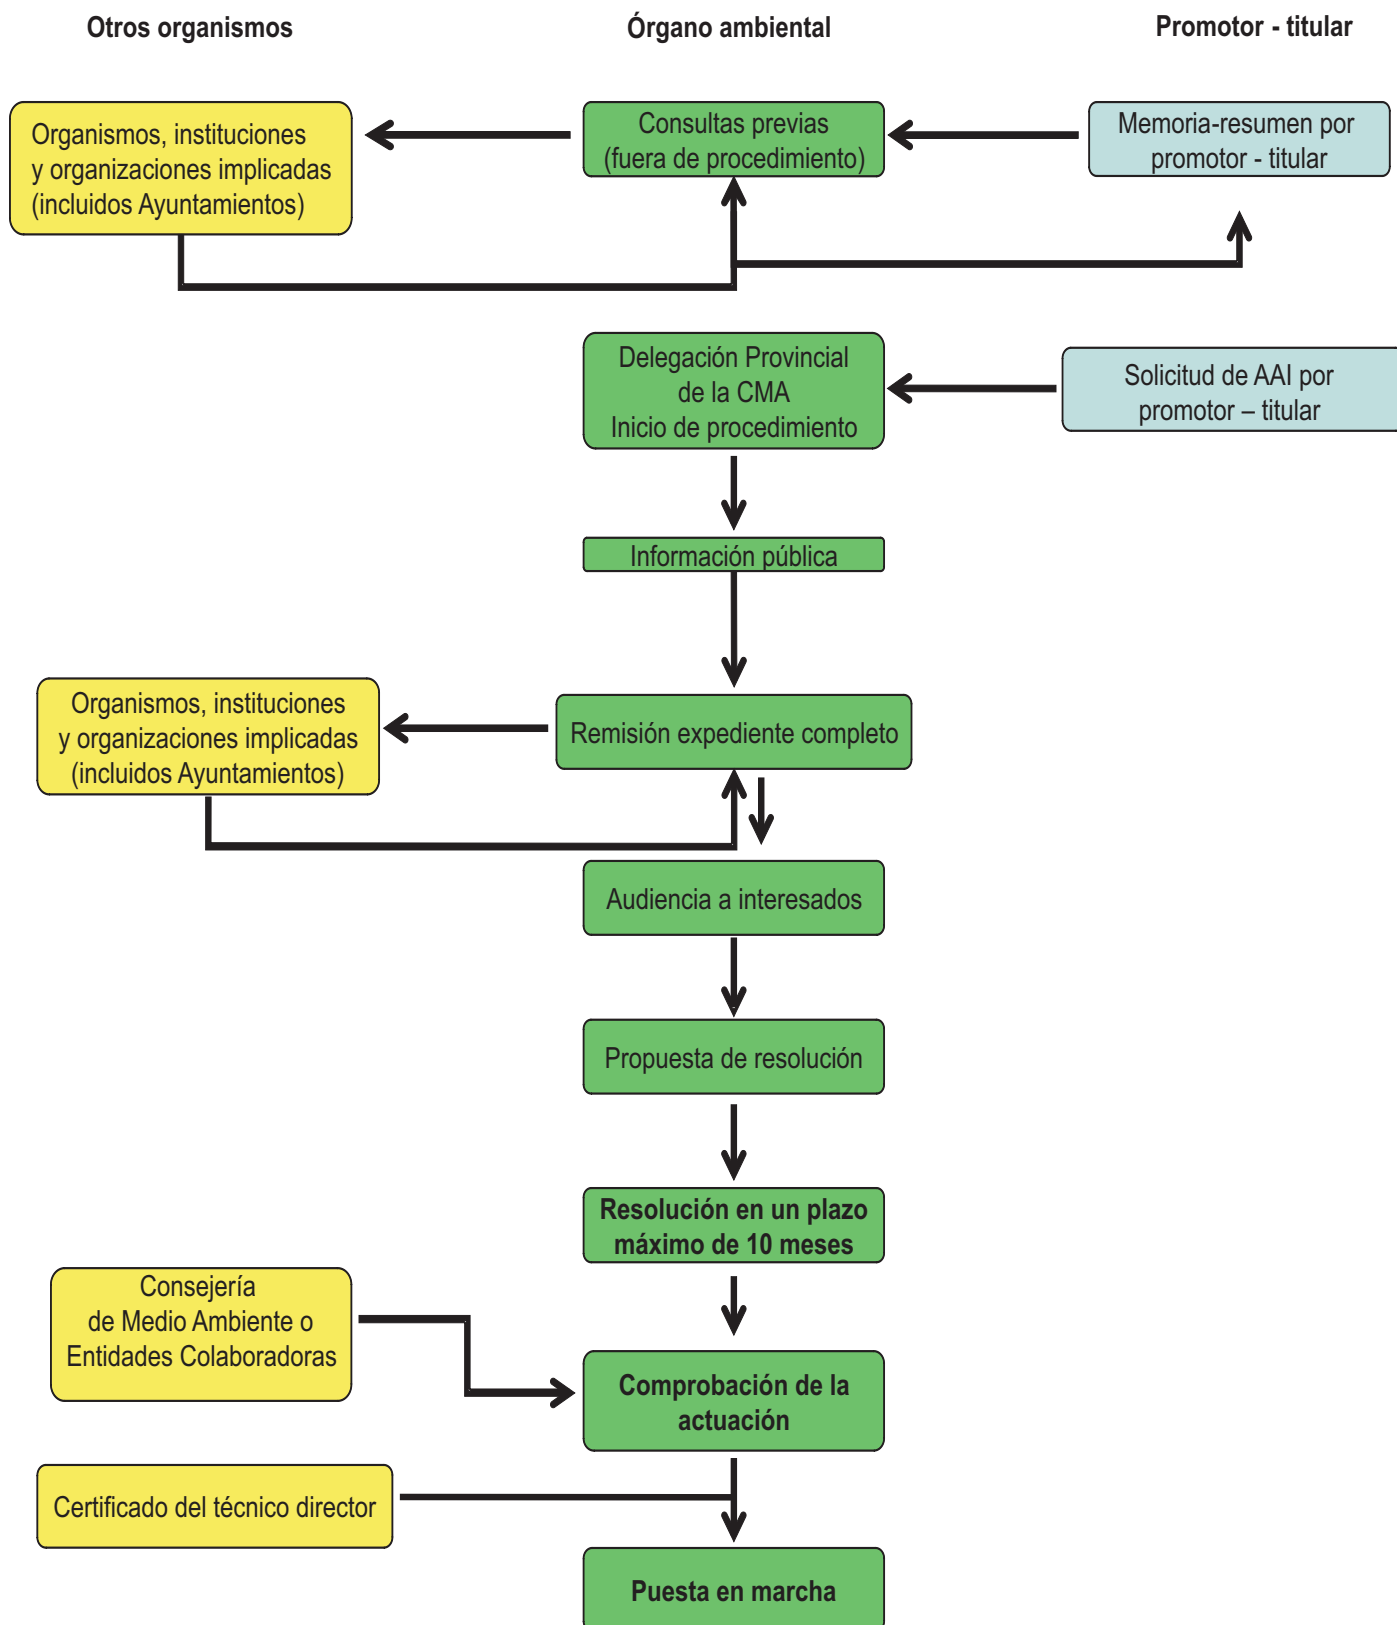 Otros organismos
Órgano ambiental
Promotor - titular
Organismos, instituciones
y organizaciones implicadas
(incluidos Ayuntamientos)
Consultas previas
(fuera de procedimiento)
Memoria-resumen por
promotor - titular
Delegación Provincial
de la CMA
Inicio de procedimiento
Solicitud de AAI por
promotor – titular
Información pública
Organismos, instituciones
y organizaciones implicadas
(incluidos Ayuntamientos)
Remisión expediente completo
Audiencia a interesados
Propuesta de resolución
Resolución en un plazo
máximo de 10 meses
Consejería
de Medio Ambiente o
Entidades Colaboradoras
Comprobación de la
actuación
Certificado del técnico director
Puesta en marcha